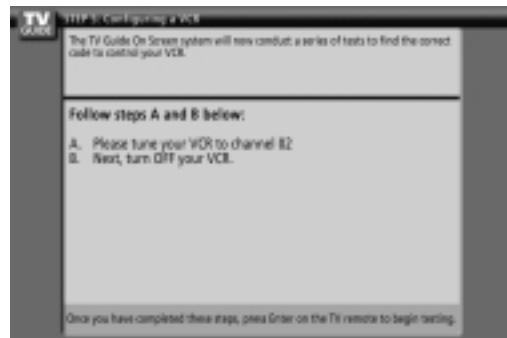 TV
GUIDE
STEP 3: Configuring a VCR
The TV Guide On Screen system will now conduct a series of tests to find the correct
code to control your VCR.
Follow steps A and B below:
A. Please tune your VCR to channel 02
B. Next, turn OFF your VCR.
Once you have completed these steps, press Enter on the TV remote to begin testing.